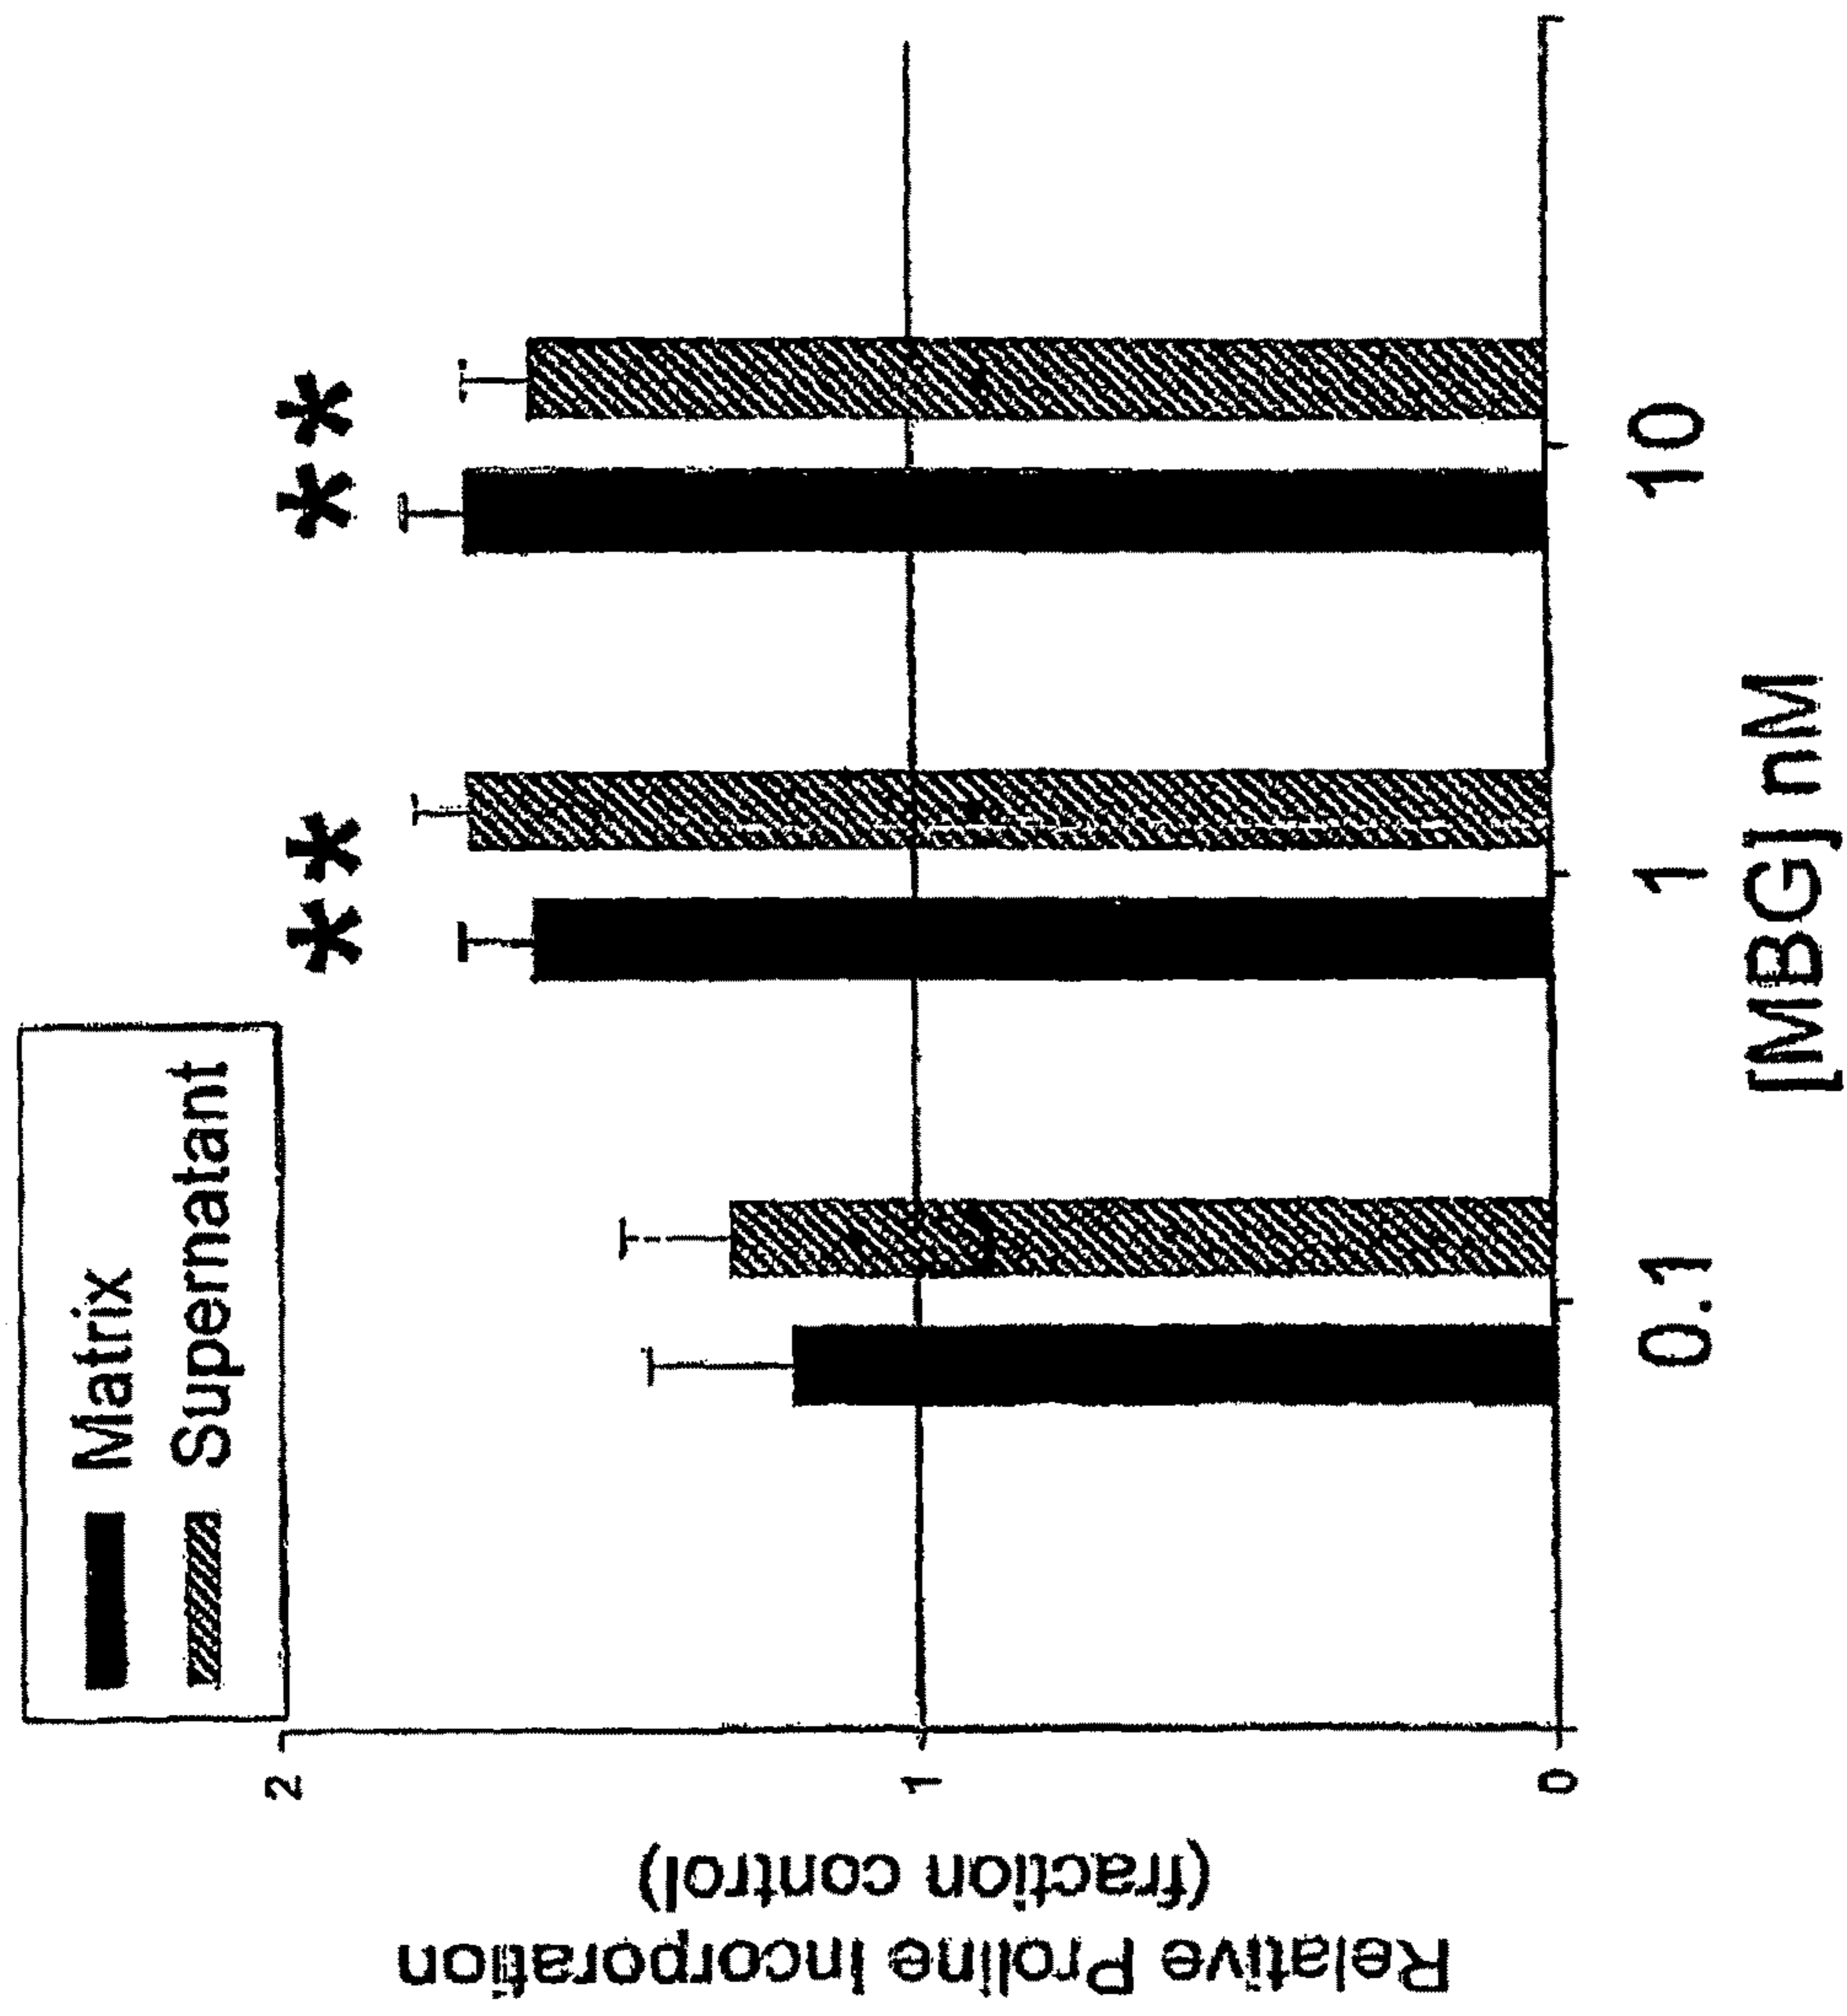 Matrix
Supernatant
Relative Proline Incorporation
(fraction control)
2
1
0
**
**
0.1
1
10
[MBG] nM